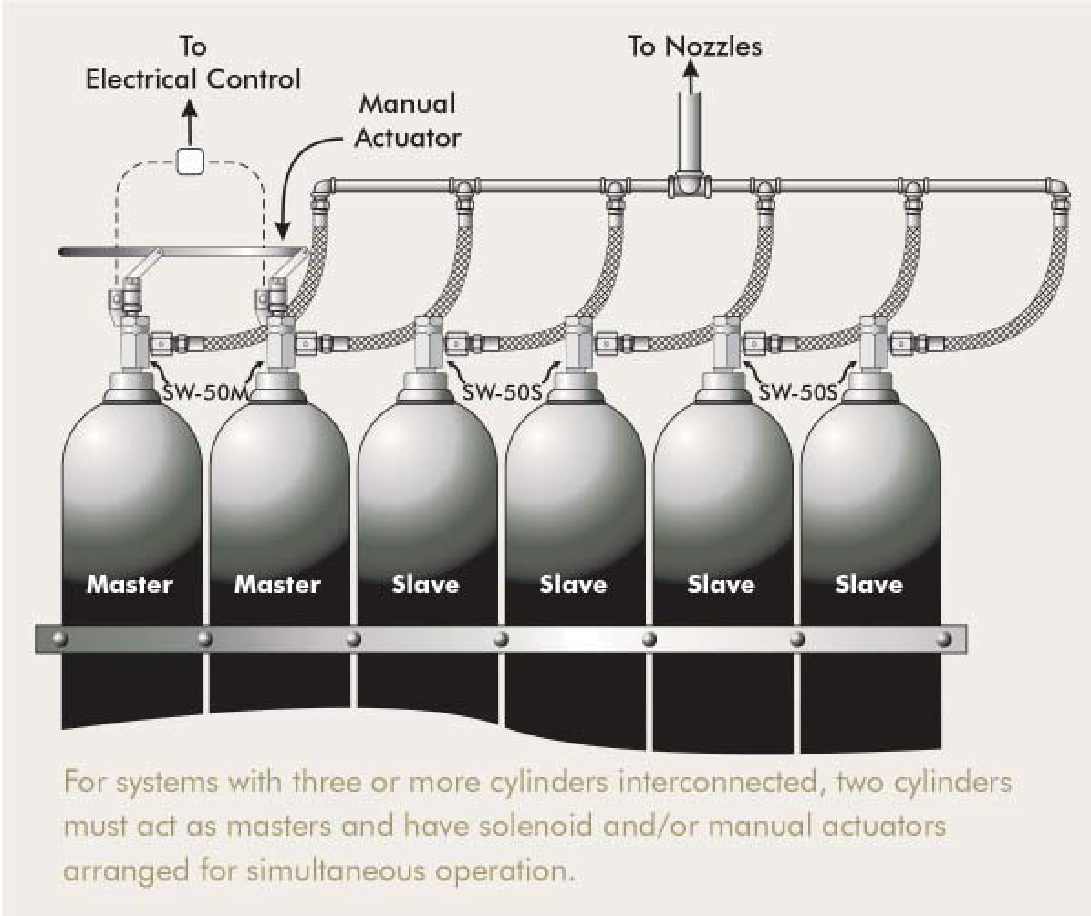 To
Electrical Control
To Nozzles
Manual
Actuator
SW-50M
SW-50S
SW-50S
Master
Master
Slave
Slave
Slave
Slave
For systems with three or more cylinders interconnected, two cylinders
must act as masters and have solenoid and/or manual actuators
arranged for simultaneous operation.